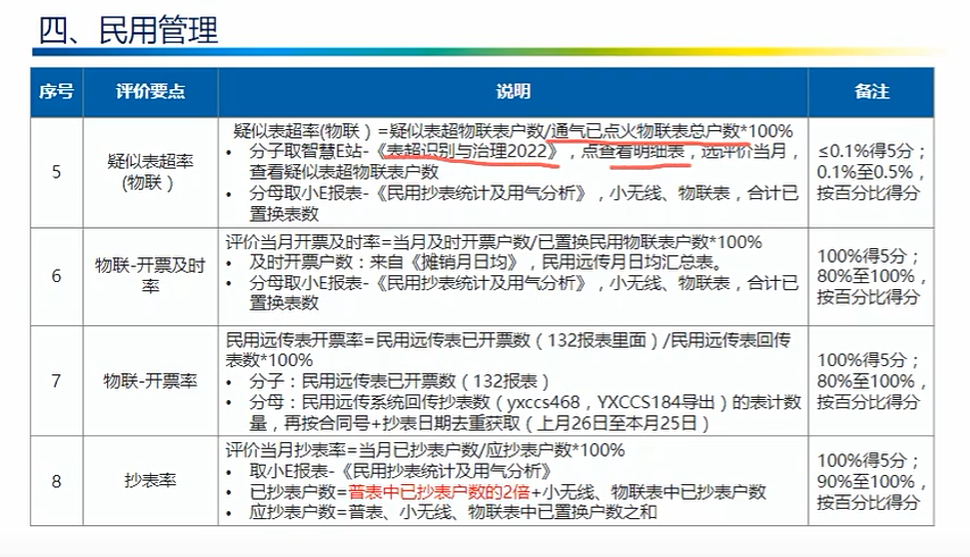 四、民用管理
序号 评价要点 说明 备注
5
疑似表超率
(物联）
疑似表超率(物联）=疑似表超物联表户数/通气已点火物联表总户数*100%
• 分子取智慧E站-《表超识别与治理2022》，点查看明细表，选评价当月，
查看疑似表超物联表户数
• 分母取小E报表-《民用抄表统计及用气分析》，小无线、物联表，合计已
置换表数
≤0.1%得5分；
0.1%至0.5%，
按百分比得分
6
物联-开票及时
率
评价当月开票及时率=当月及时开票户数/已置换民用物联表户数*100%
• 及时开票户数：来自《摊销月日均》，民用远传月日均汇总表。
• 分母取小E报表-《民用抄表统计及用气分析》，小无线、物联表，合计已
置换表数
100%得5分；
80%至100%，
按百分比得分
7
物联-开票率
民用远传表开票率=民用远传表已开票数（132报表里面）/民用远传表回传
表数*100%
• 分子：民用远传表已开票数（132报表）
• 分母：民用远传系统回传抄表数（yxccs468，YXCCS184导出）的表计数
量，再按合同号+抄表日期去重获取（上月26日至本月25日）
100%得5分；
80%至100%，
按百分比得分
8
抄表率
评价当月抄表率=当月已抄表户数/应抄表户数*100%
• 取小E报表-《民用抄表统计及用气分析》
• 已抄表户数=普表中已抄表户数的2倍+小无线、物联表中已抄表户数
• 应抄表户数=普表、小无线、物联表中已置换户数之和
100%得5分；
90%至100%，
按百分比得分